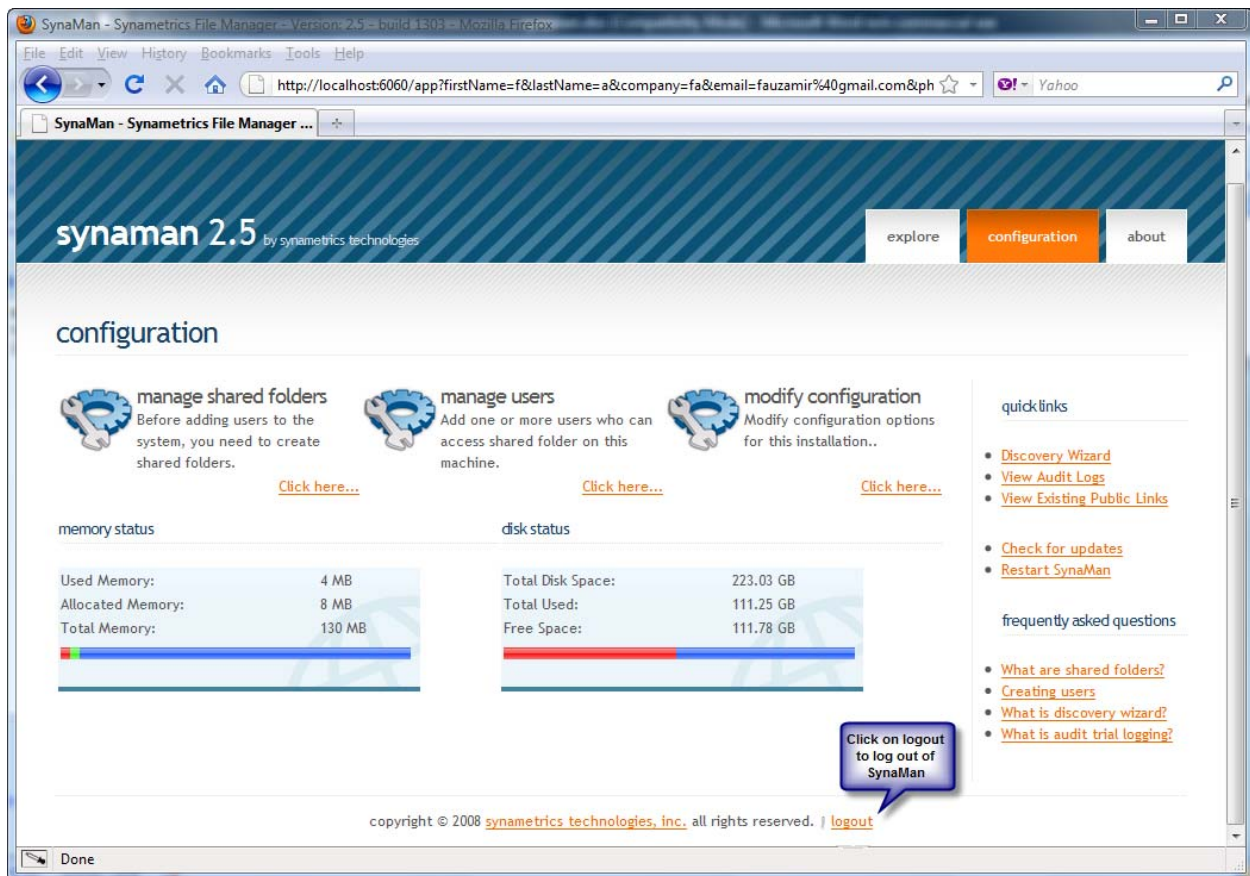 SynaMan - Synametrics File Manager - Version: 2.5 - build 1303 - Mozilla Firefox
File Edit View History Bookmarks Tools Help
http://localhost:6060/app?firstName=f&lastName=a&company=fa&email=fauzamir%40gmail.com&ph
Yahoo
SynaMan - Synametrics File Manager ...
synaman 2.5 by synametrics technologies
explore
configuration
about
configuration
manage shared folders
Before adding users to the
system, you need to create
shared folders.
Click here...
manage users
Add one or more users who can
access shared folder on this
machine.
Click here...
modify configuration
Modify configuration options
for this installation..
Click here...
memory status
Used Memory: 4 MB
Allocated Memory: 8 MB
Total Memory: 130 MB
disk status
Total Disk Space: 223.03 GB
Total Used: 111.25 GB
Free Space: 111.78 GB
quick links
Discovery Wizard
View Audit Logs
View Existing Public Links
Check for updates
Restart SynaMan
frequently asked questions
What are shared folders?
Creating users
What is discovery wizard?
What is audit trial logging?
Click on logout
to log out of
SynaMan
copyright © 2008 synametrics technologies, inc. all rights reserved. | logout
Done